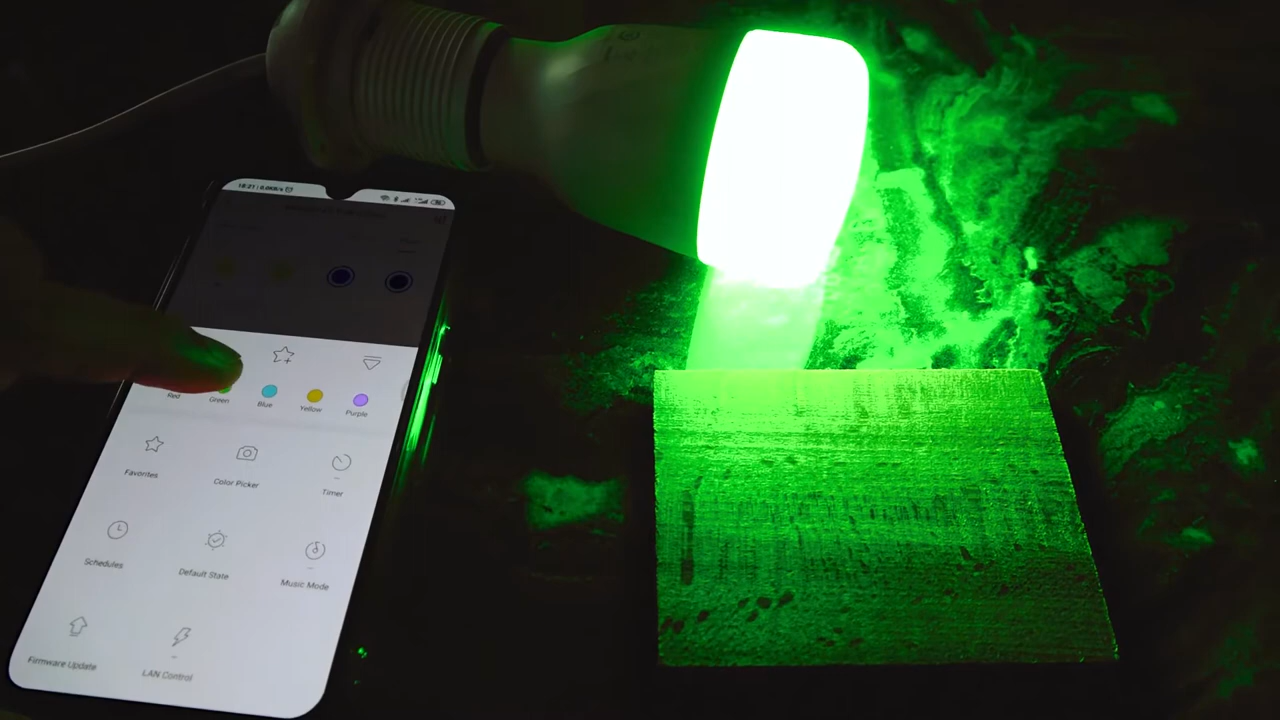 Red Green Blue Yellow Purple
Favorites Color Picker Timer
Schedules Default State Music Mode
Firmware Update LAN Control